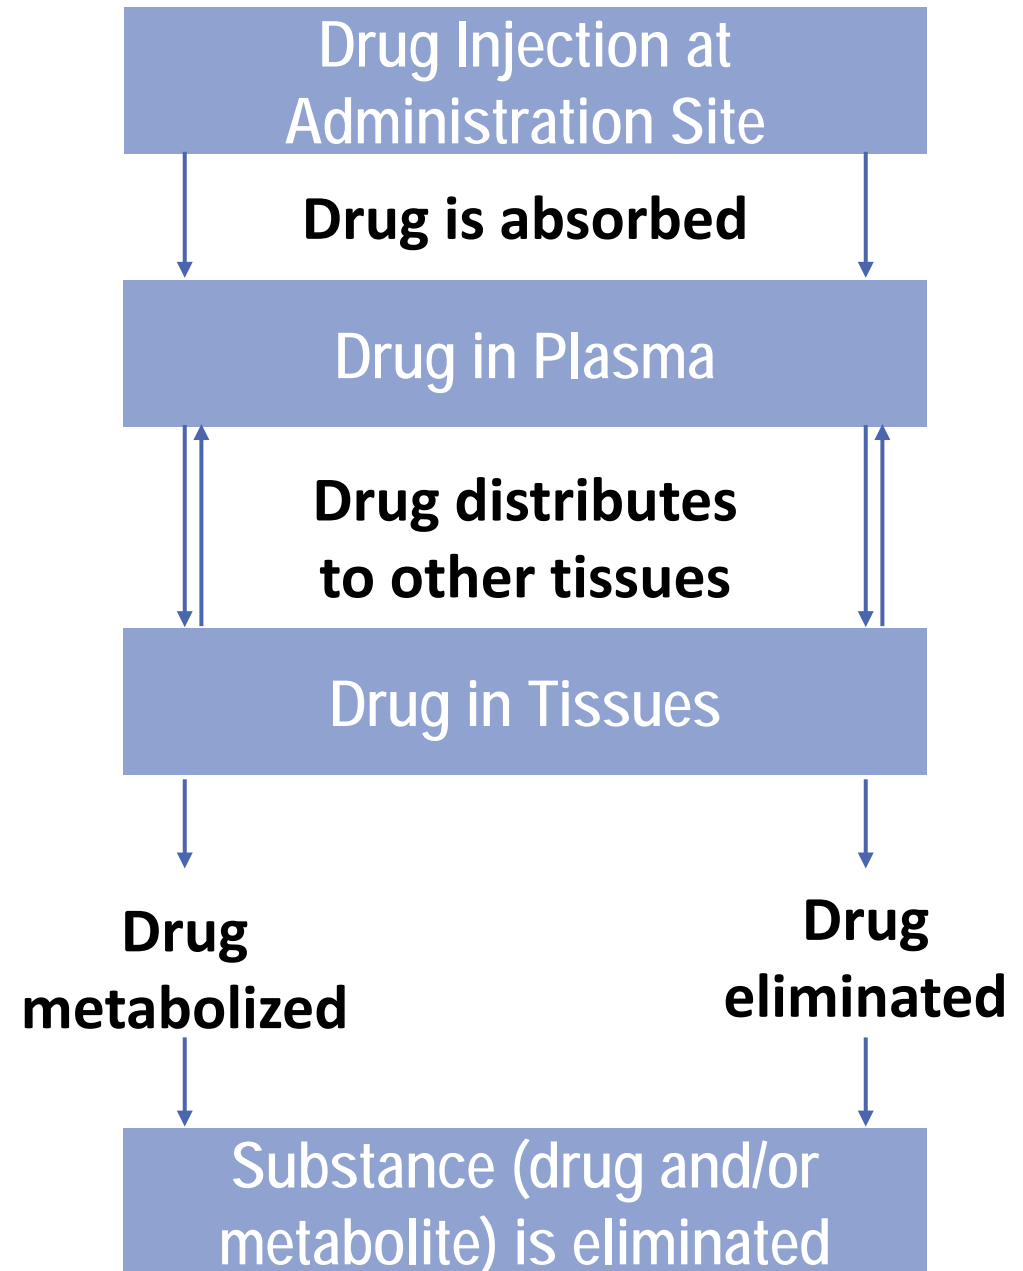 Drug Injection at
Administration Site
Drug is absorbed
Drug in Plasma
Drug distributes
to other tissues
Drug in Tissues
Drug
metabolized
Drug
eliminated
Substance (drug and/or
metabolite) is eliminated